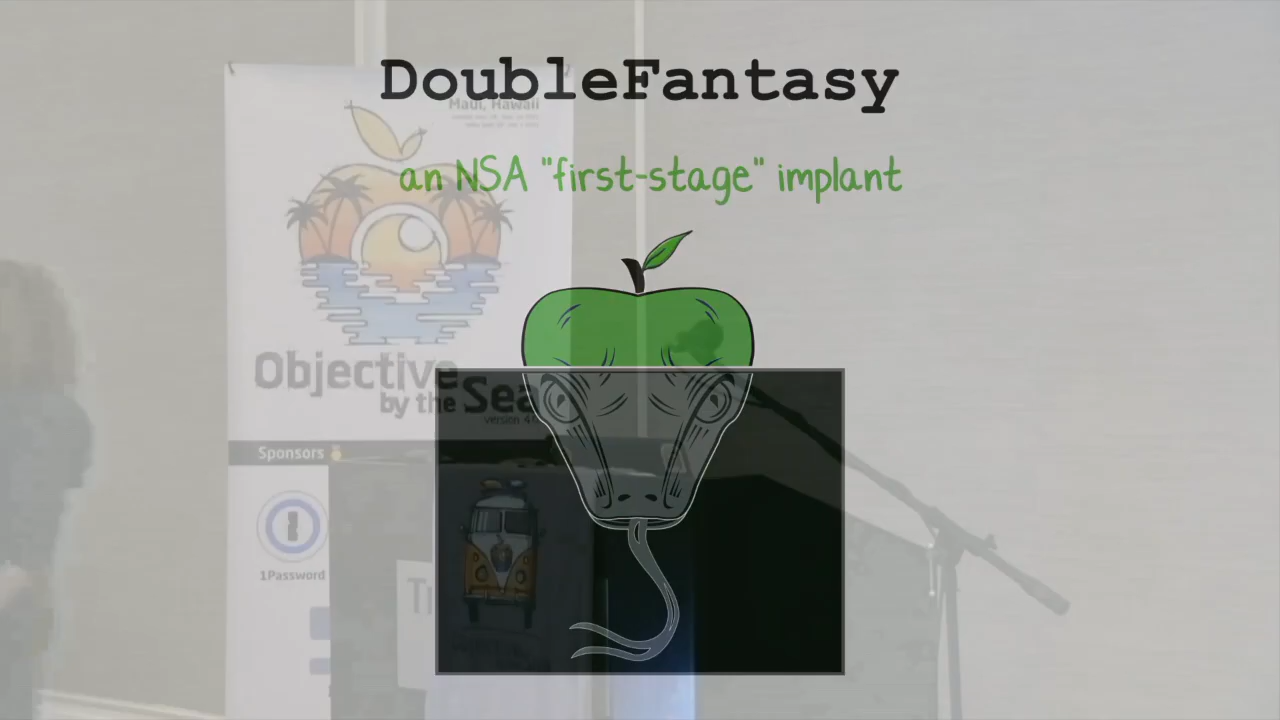 DoubleFantasy
an NSA "first-stage" implant
Maui, Hawaii
Objective
by the Sea
Sponsors
1Password